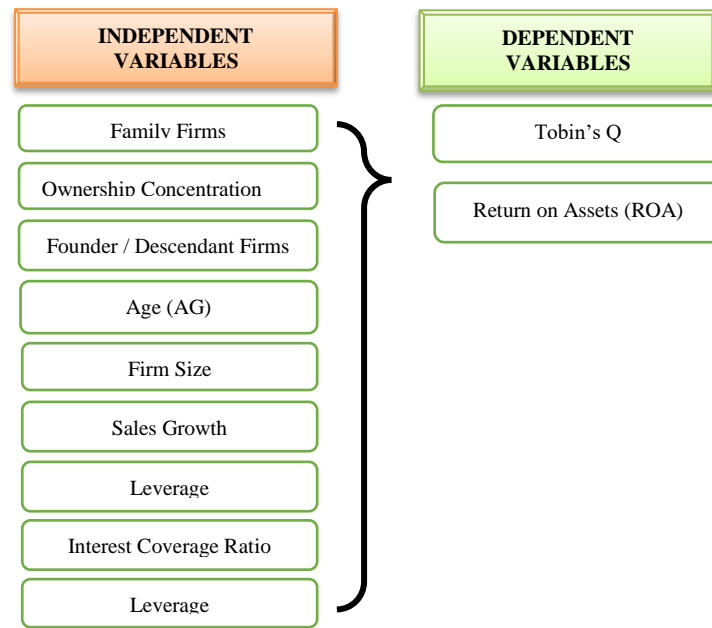 INDEPENDENT
VARIABLES
Family Firms
Ownership Concentration
Founder / Descendant Firms
Age (AG)
Firm Size
Sales Growth
Leverage
Interest Coverage Ratio
Leverage
DEPENDENT
VARIABLES
Tobin’s Q
Return on Assets (ROA)